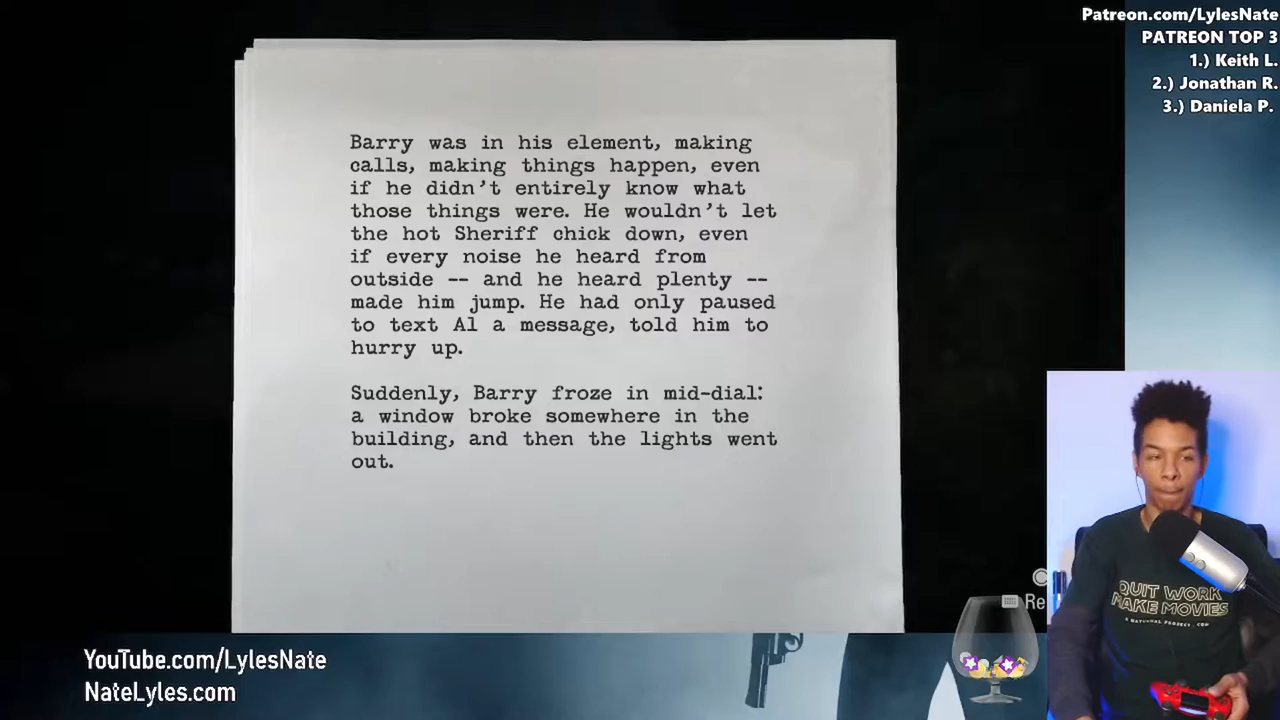 Patreon.com/LylesNate
PATREON TOP 3
1.) Keith L.
2.) Jonathan R.
3.) Daniela P.
Barry was in his element, making
calls, making things happen, even
if he didn't entirely know what
those things were. He wouldn't let
the hot Sheriff chick down, even
if every noise he heard from
outside -- and he heard plenty --
made him jump. He had only paused
to text Al a message, told him to
hurry up.
Suddenly, Barry froze in mid-dial:
a window broke somewhere in the
building, and then the lights went
out.
Re
QUIT WORK
MAKE MOVIES
YouTube.com/LylesNate
NateLyles.com